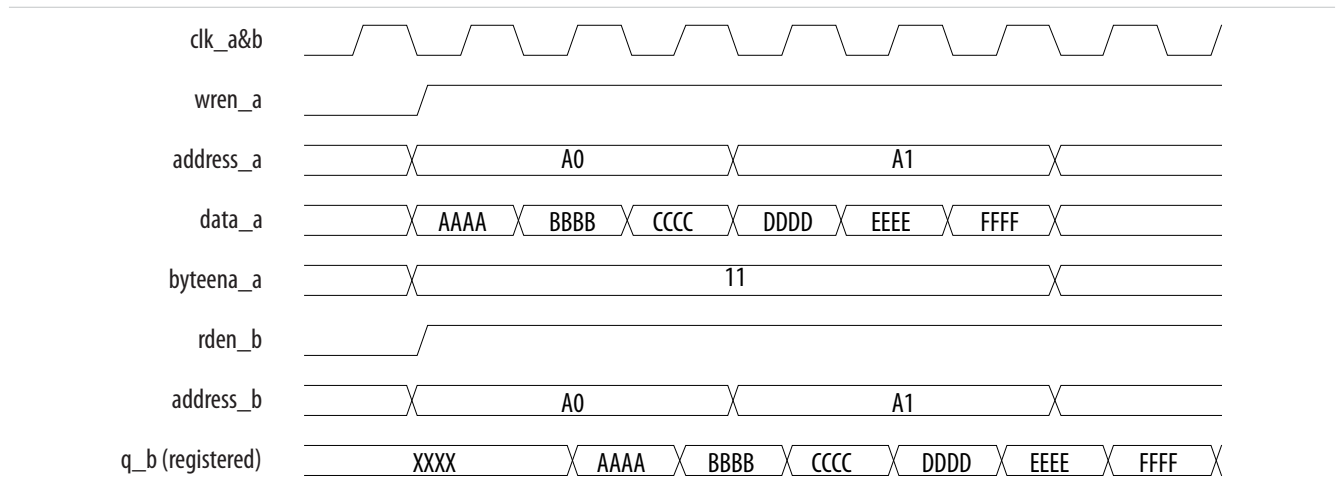 clk_a&b
wren_a
address_a A0 A1
data_a AAAA BBBB CCCC DDDD EEEE FFFF
byteena_a 11
rden_b
address_b A0 A1
q_b (registered) XXXX AAAA BBBB CCCC DDDD EEEE FFFF